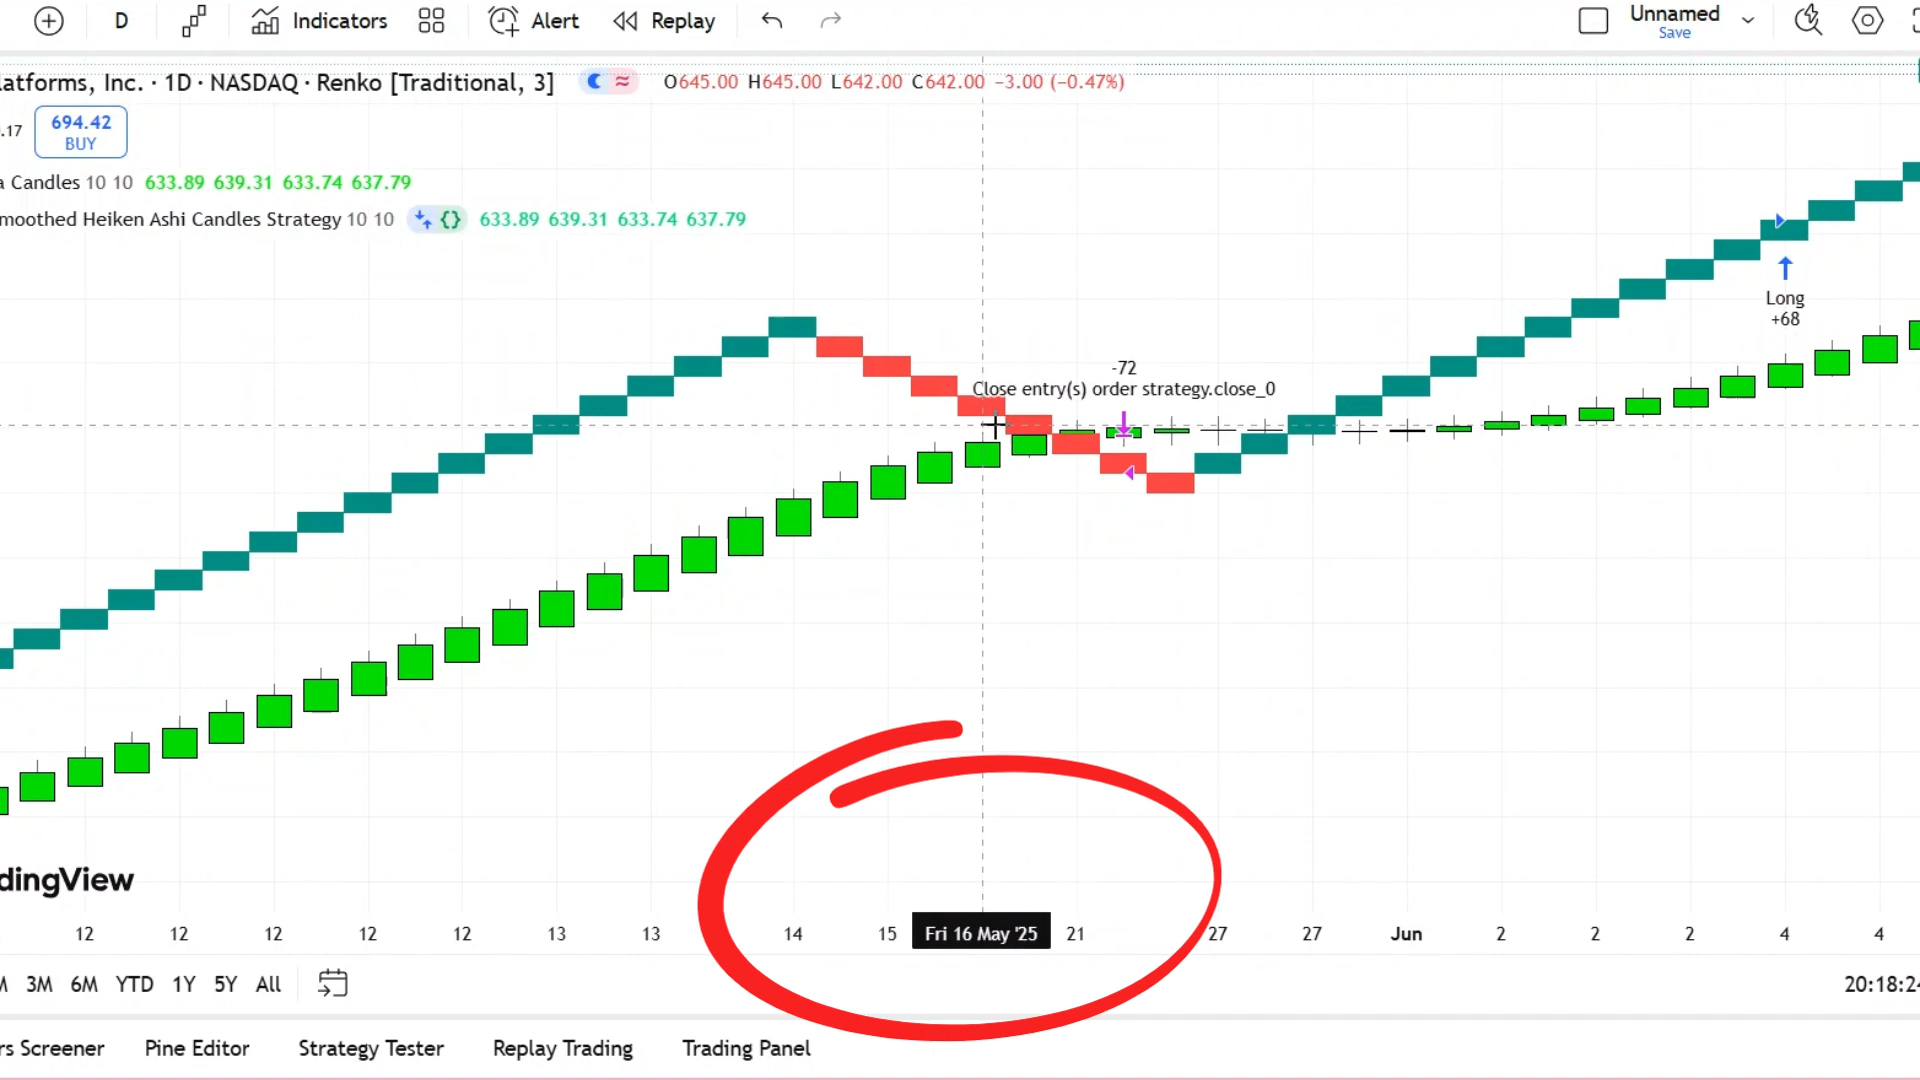 D Indicators Alert Replay Unnamed
Save
latforms, Inc. · 1D · NASDAQ · Renko [Traditional, 3] O645.00 H645.00 L642.00 C642.00 −3.00 (−0.47%)
.17 694.42
BUY
a Candles 10 10 633.89 639.31 633.74 637.79
moothed Heiken Ashi Candles Strategy 10 10 {} 633.89 639.31 633.74 637.79
Long
+68
-72
Close entry(s) order strategy.close_0
dingView
12 12 12 12 12 13 13 14 15 Fri 16 May '25 21 27 27 Jun 2 2 2 4 4
M 3M 6M YTD 1Y 5Y All 20:18:24
rs Screener Pine Editor Strategy Tester Replay Trading Trading Panel